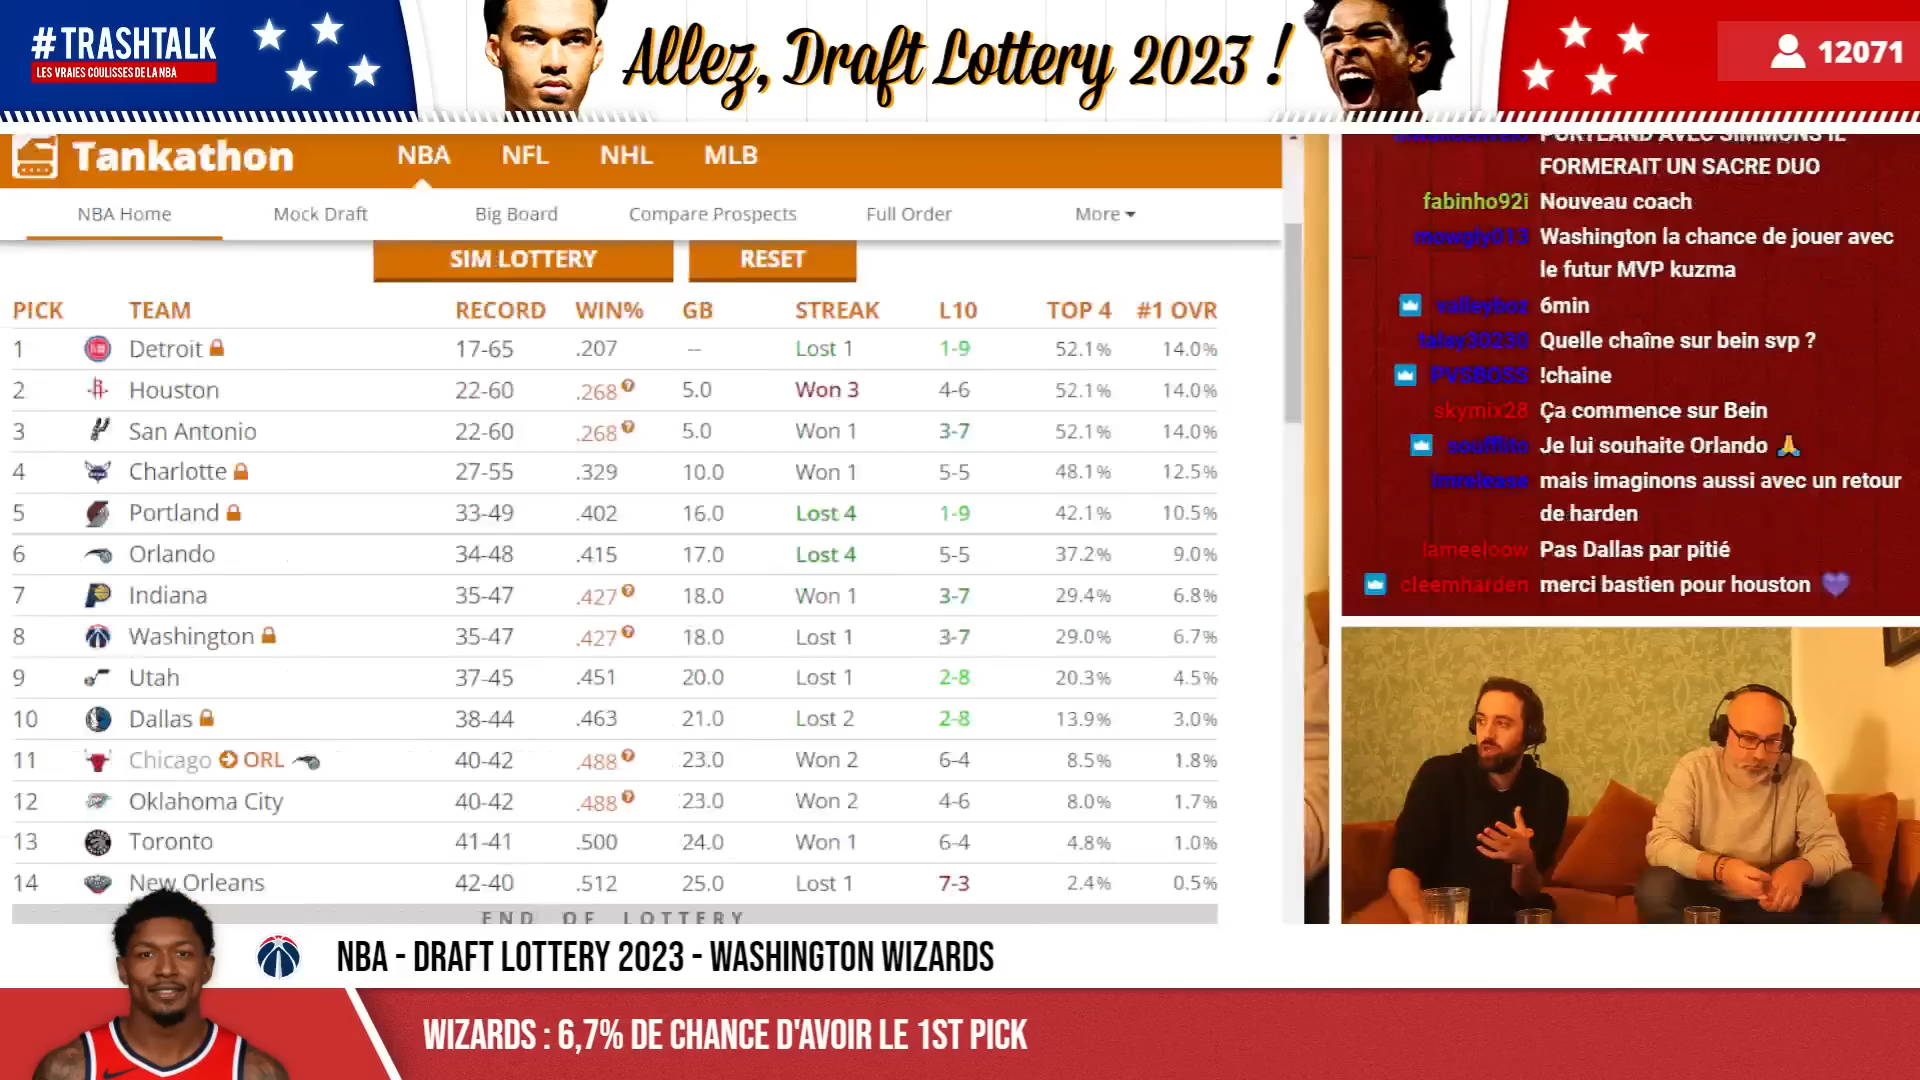 #TRASHTALK
LES VRAIES COULISSES DE LA NBA
Allez, Draft Lottery 2023 !
12071
Tankathon
NBA NFL NHL MLB
NBA Home Mock Draft Big Board Compare Prospects Full Order More
SIM LOTTERY RESET
PICK TEAM RECORD WIN% GB STREAK L10 TOP 4 #1 OVR
1 Detroit 17-65 .207 -- Lost 1 1-9 52.1% 14.0%
2 Houston 22-60 .268 5.0 Won 3 4-6 52.1% 14.0%
3 San Antonio 22-60 .268 5.0 Won 1 3-7 52.1% 14.0%
4 Charlotte 27-55 .329 10.0 Won 1 5-5 48.1% 12.5%
5 Portland 33-49 .402 16.0 Lost 4 1-9 42.1% 10.5%
6 Orlando 34-48 .415 17.0 Lost 4 5-5 37.2% 9.0%
7 Indiana 35-47 .427 18.0 Won 1 3-7 29.4% 6.8%
8 Washington 35-47 .427 18.0 Lost 1 3-7 29.0% 6.7%
9 Utah 37-45 .451 20.0 Lost 1 2-8 20.3% 4.5%
10 Dallas 38-44 .463 21.0 Lost 2 2-8 13.9% 3.0%
11 Chicago ORL 40-42 .488 23.0 Won 2 6-4 8.5% 1.8%
12 Oklahoma City 40-42 .488 23.0 Won 2 4-6 8.0% 1.7%
13 Toronto 41-41 .500 24.0 Won 1 6-4 4.8% 1.0%
14 New Orleans 42-40 .512 25.0 Lost 1 7-3 2.4% 0.5%
END OF LOTTERY
PORTLAND AVEC SIMMONS IL
FORMERAIT UN SACRE DUO
fabinho92i Nouveau coach
mowgly013 Washington la chance de jouer avec
le futur MVP kuzma
valleyboz 6min
talay30230 Quelle chaîne sur bein svp ?
PVSBOSS !chaine
skymix28 Ça commence sur Bein
soufflito Je lui souhaite Orlando 🙏
imrelease mais imaginons aussi avec un retour
de harden
lameeloow Pas Dallas par pitié
cleemharden merci bastien pour houston 💜
NBA - DRAFT LOTTERY 2023 - WASHINGTON WIZARDS
WIZARDS : 6,7% DE CHANCE D'AVOIR LE 1ST PICK